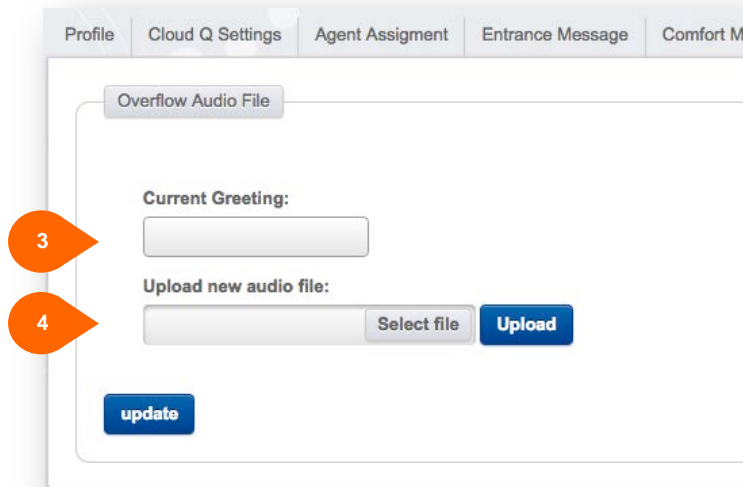 Profile Cloud Q Settings Agent Assigment Entrance Message Comfort M
Overflow Audio File
Current Greeting:
3
Upload new audio file:
4 Select file Upload
update